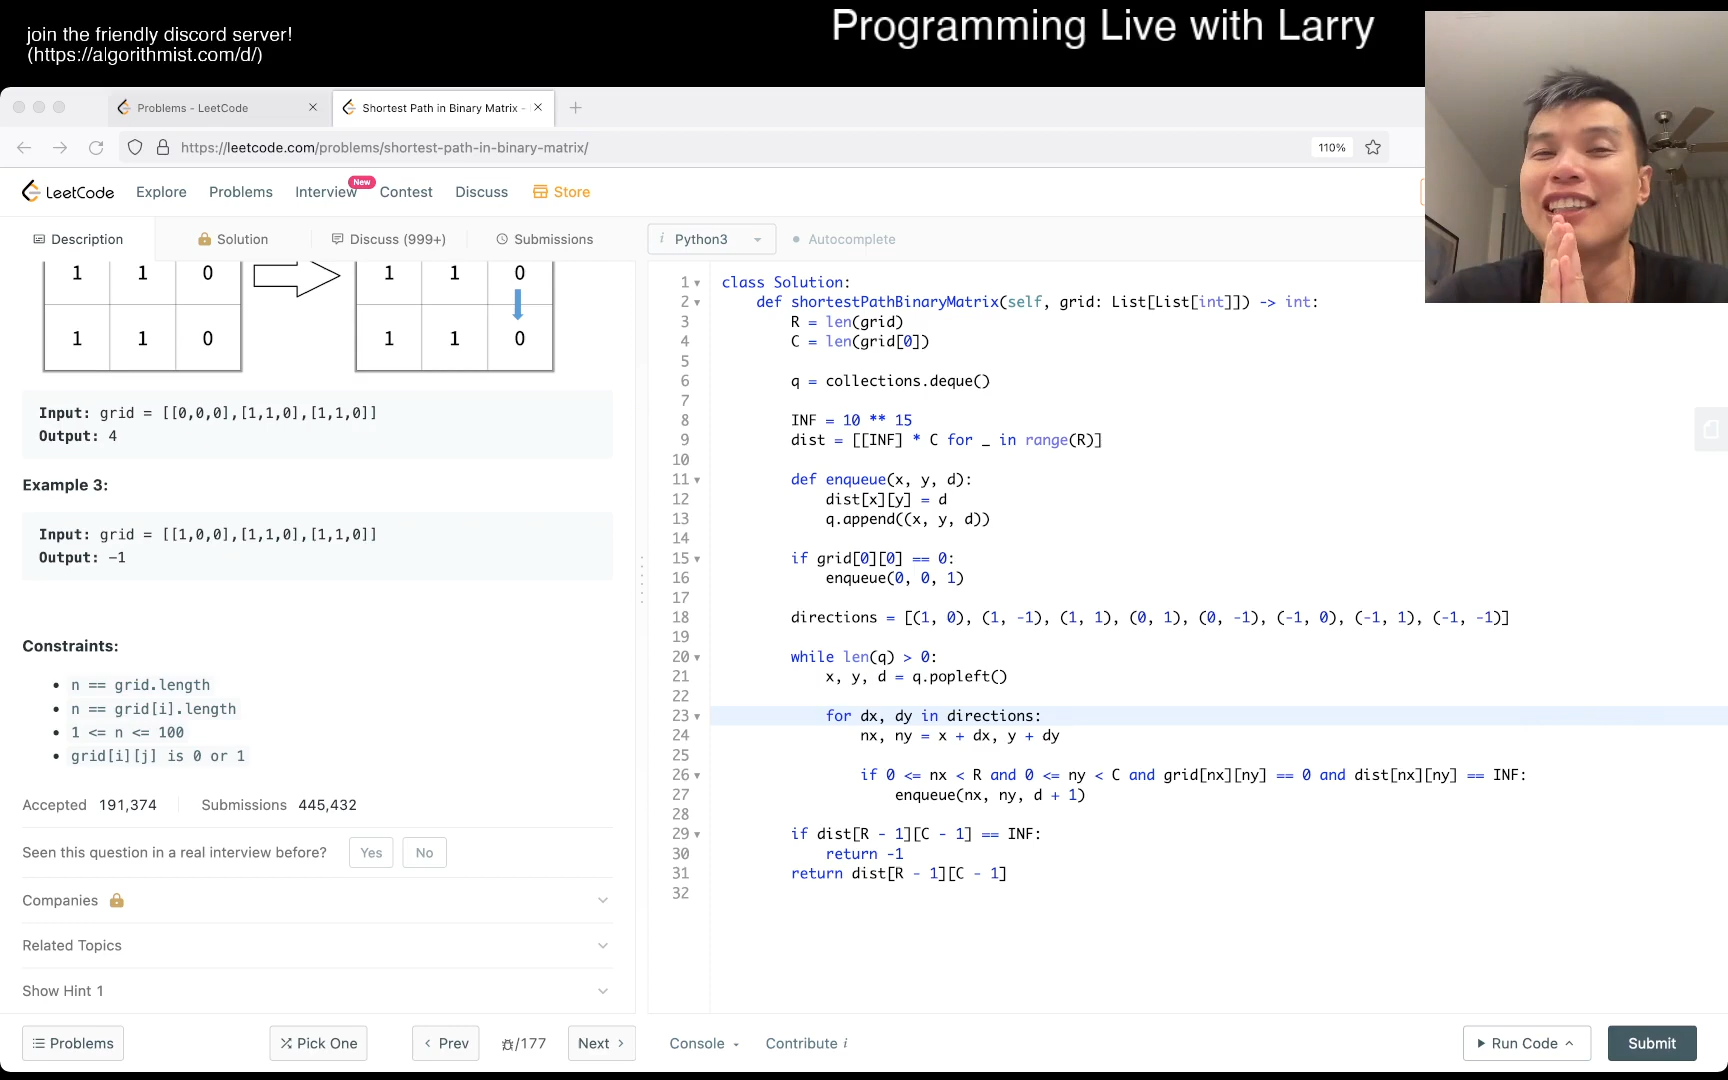 join the friendly discord server!
(https://algorithmist.com/d/)
Programming Live with Larry
Problems - LeetCode
Shortest Path in Binary Matrix -
https://leetcode.com/problems/shortest-path-in-binary-matrix/
110%
LeetCode
Explore
Problems
Interview
New
Contest
Discuss
Store
Description
Solution
Discuss (999+)
Submissions
i Python3
Autocomplete
1 1 0 1 1 0
1 1 0 1 1 0
Input: grid = [[0,0,0],[1,1,0],[1,1,0]]
Output: 4
Example 3:
Input: grid = [[1,0,0],[1,1,0],[1,1,0]]
Output: -1
Constraints:
n == grid.length
n == grid[i].length
1 <= n <= 100
grid[i][j] is 0 or 1
Accepted 191,374
Submissions 445,432
Seen this question in a real interview before?
Yes
No
Companies
Related Topics
Show Hint 1
1 class Solution:
2 def shortestPathBinaryMatrix(self, grid: List[List[int]]) -> int:
3 R = len(grid)
4 C = len(grid[0])
5
6 q = collections.deque()
7
8 INF = 10 ** 15
9 dist = [[INF] * C for _ in range(R)]
10
11 def enqueue(x, y, d):
12 dist[x][y] = d
13 q.append((x, y, d))
14
15 if grid[0][0] == 0:
16 enqueue(0, 0, 1)
17
18 directions = [(1, 0), (1, -1), (1, 1), (0, 1), (0, -1), (-1, 0), (-1, 1), (-1, -1)]
19
20 while len(q) > 0:
21 x, y, d = q.popleft()
22
23 for dx, dy in directions:
24 nx, ny = x + dx, y + dy
25
26 if 0 <= nx < R and 0 <= ny < C and grid[nx][ny] == 0 and dist[nx][ny] == INF:
27 enqueue(nx, ny, d + 1)
28
29 if dist[R - 1][C - 1] == INF:
30 return -1
31 return dist[R - 1][C - 1]
32
Problems
Pick One
Prev
/177
Next
Console
Contribute i
Run Code
Submit